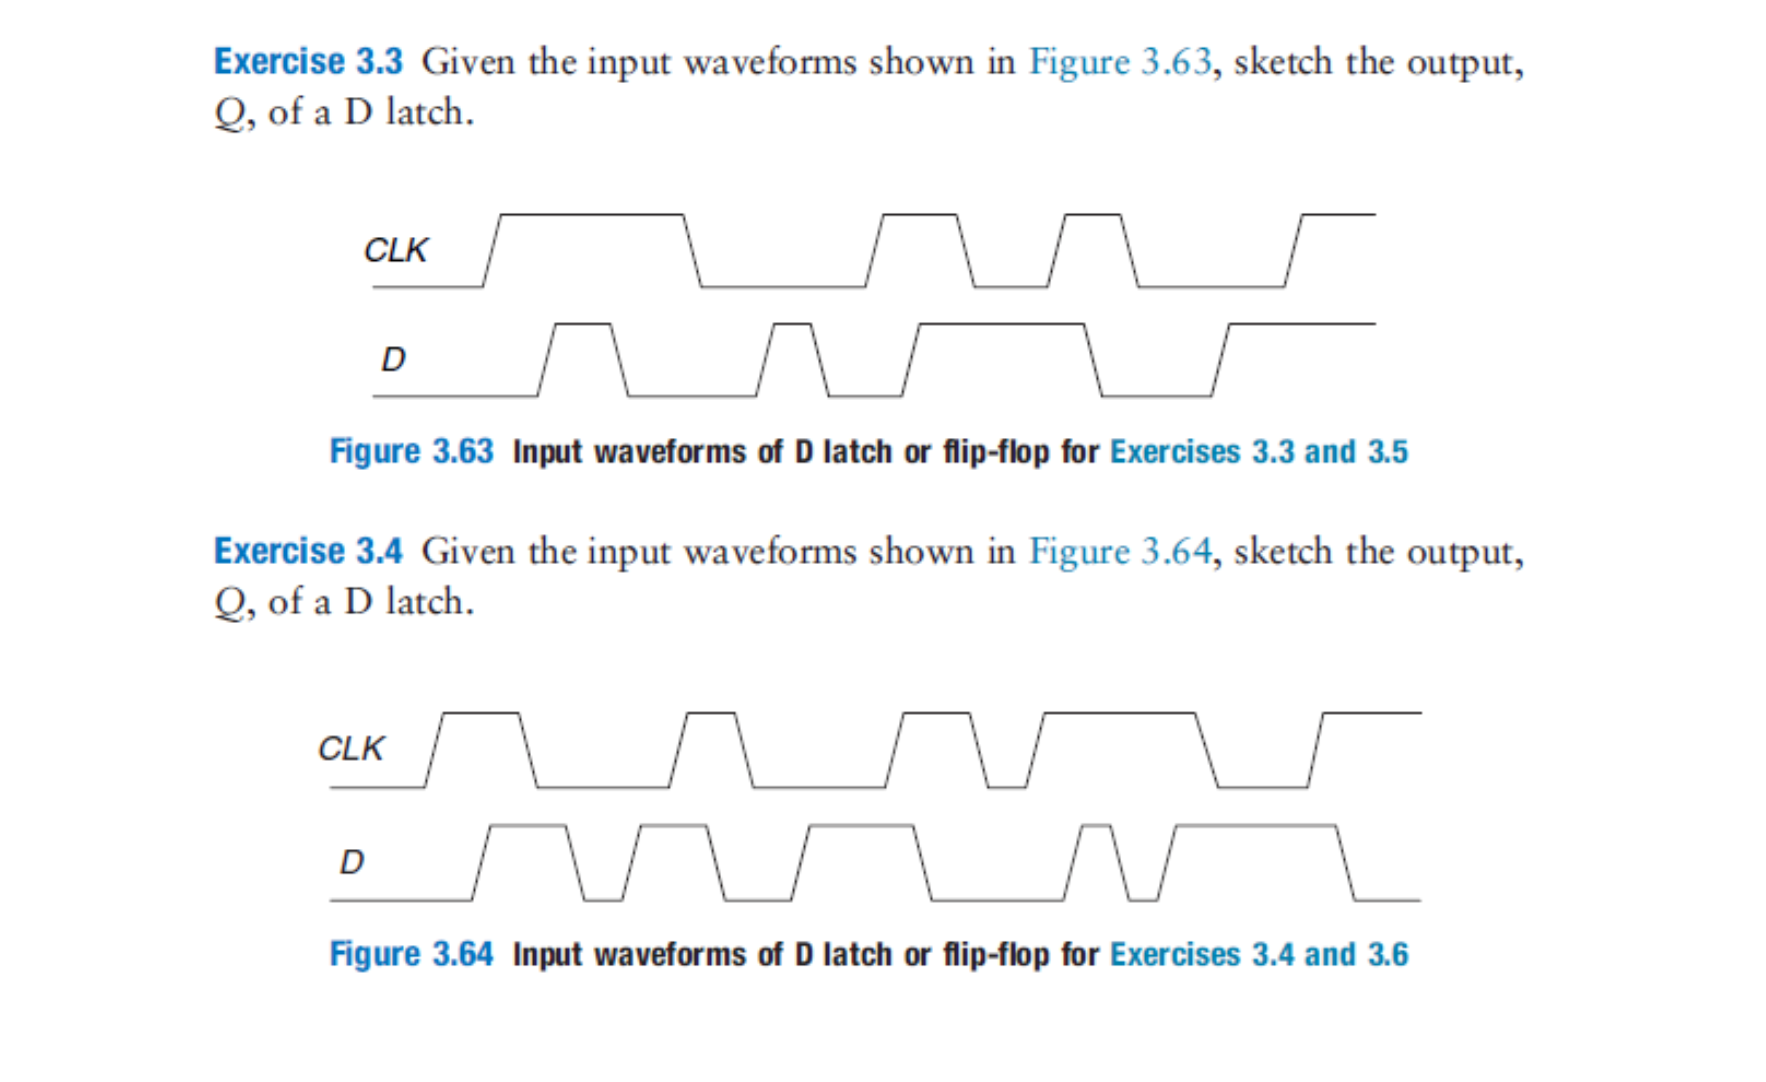 Exercise 3.3 Given the input waveforms shown in Figure 3.63, sketch the output,
Q, of a D latch.
CLK
D
Figure 3.63 Input waveforms of D latch or flip-flop for Exercises 3.3 and 3.5
Exercise 3.4 Given the input waveforms shown in Figure 3.64, sketch the output,
Q, of a D latch.
CLK
D
Figure 3.64 Input waveforms of D latch or flip-flop for Exercises 3.4 and 3.6